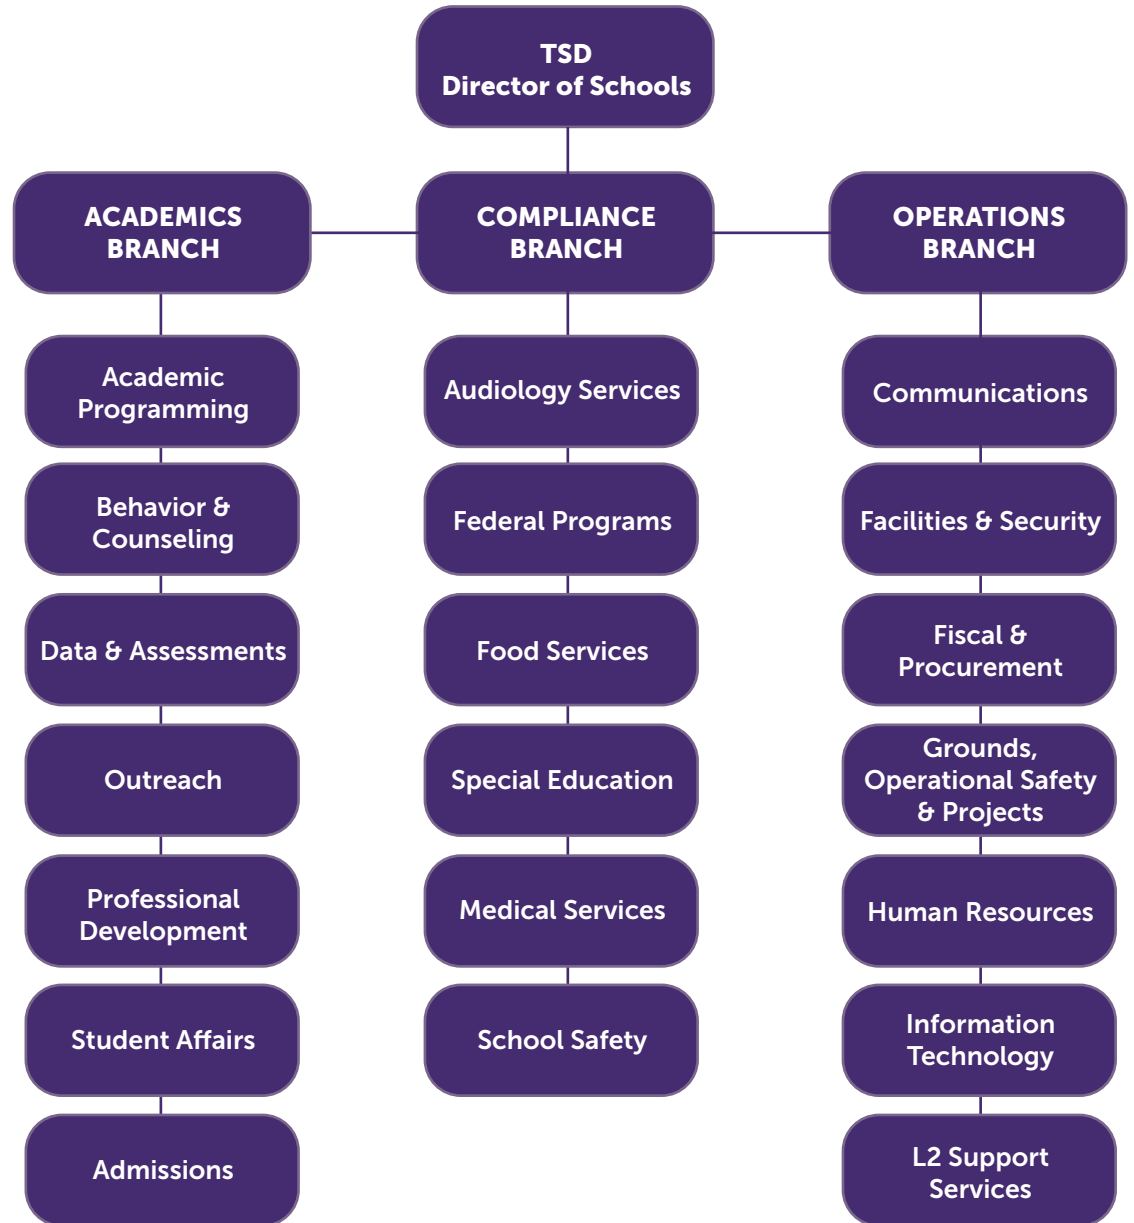 TSD
Director of Schools
ACADEMICS
BRANCH
COMPLIANCE
BRANCH
OPERATIONS
BRANCH
Academic
Programming
Behavior &
Counseling
Data & Assessments
Outreach
Professional
Development
Student Affairs
Admissions
Audiology Services
Federal Programs
Food Services
Special Education
Medical Services
School Safety
Communications
Facilities & Security
Fiscal &
Procurement
Grounds,
Operational Safety
& Projects
Human Resources
Information
Technology
L2 Support
Services